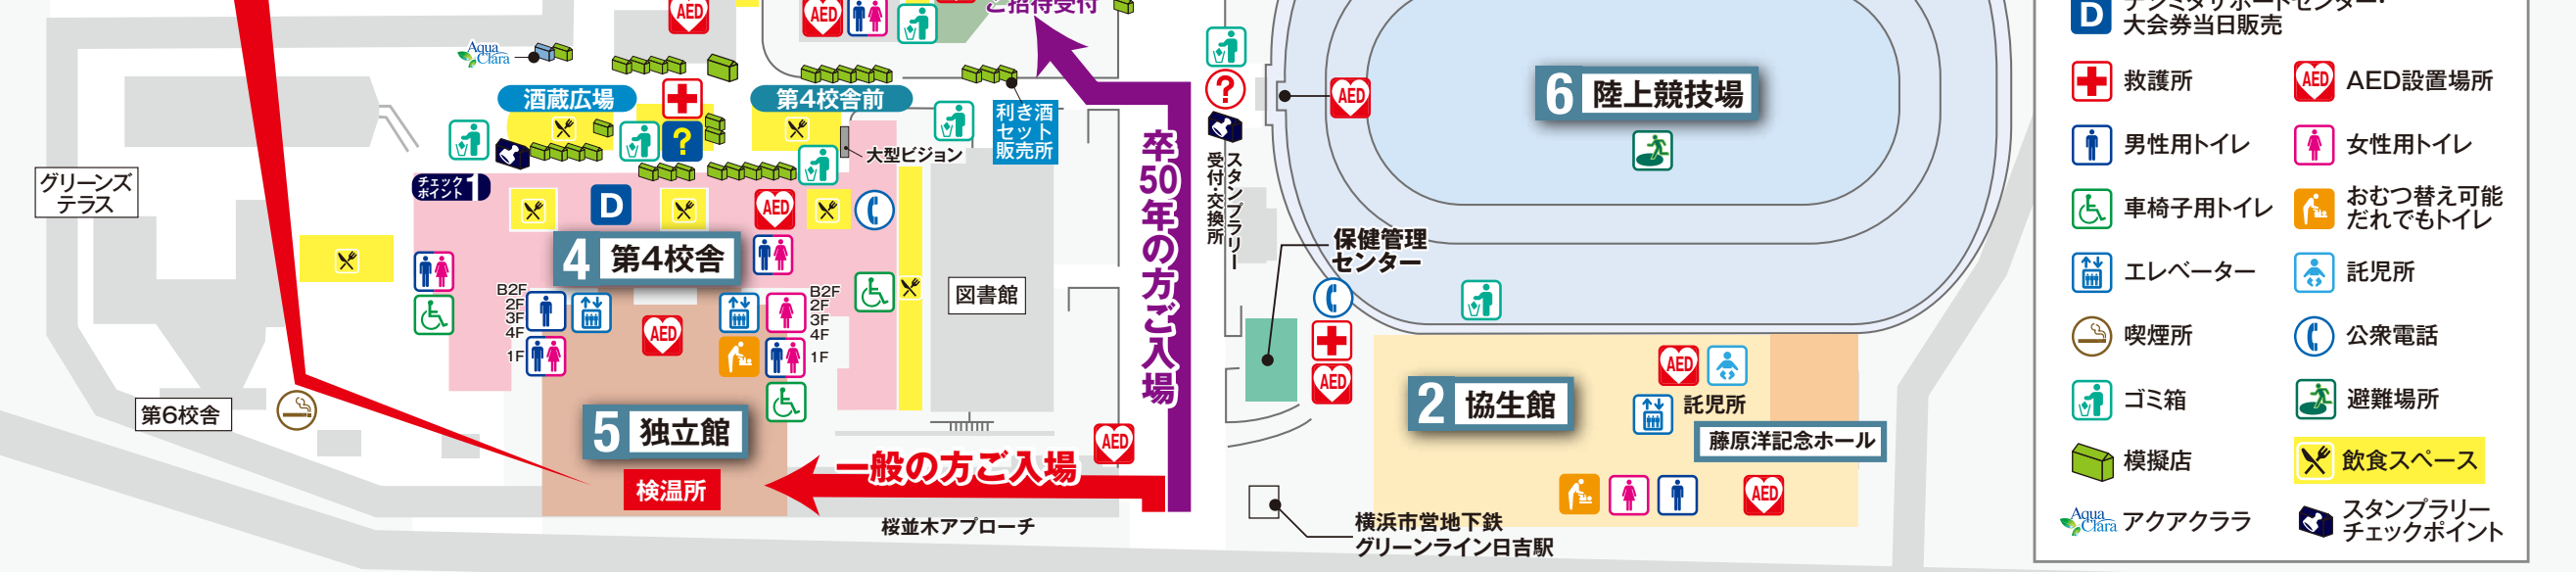 ご招待受付
AED
AED
Aqua
Clara
酒蔵広場
第4校舎前
?
大型ビジョン
利き酒
セット
販売所
グリーンズ
テラス
チェック
ポイント
1
D
AED
4 第4校舎
B2F
2F
3F
4F
1F
B2F
2F
3F
4F
1F
AED
図書館
第6校舎
5 独立館
検温所
一般の方ご入場
AED
桜並木アプローチ
卒50年の方ご入場
?
スタンプラリー
受付・交換所
AED
6 陸上競技場
保健管理
センター
AED
2 協生館
AED
託児所
藤原洋記念ホール
AED
横浜市営地下鉄
グリーンライン日吉駅
D
大会券当日販売
救護所
AED AED設置場所
男性用トイレ
女性用トイレ
車椅子用トイレ
おむつ替え可能
だれでもトイレ
エレベーター
託児所
喫煙所
公衆電話
ゴミ箱
避難場所
模擬店
飲食スペース
Aqua
Clara
アクアクララ
スタンプラリー
チェックポイント